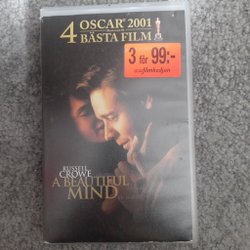 4 OSCAR® 2001
BÄSTA FILM
3 för 99:-
RUSSELL
CROWE
A BEAUTIFUL
MIND